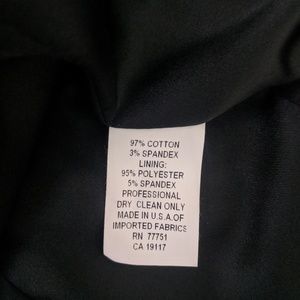 97% COTTON
3% SPANDEX
LINING:
95% POLYESTER
5% SPANDEX
PROFESSIONAL
DRY CLEAN ONLY
MADE IN U.S.A.OF
IMPORTED FABRICS
RN 77751
CA 19117